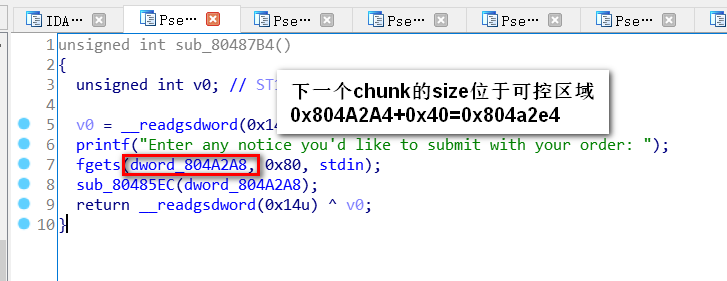 IDA··· Pse··· Pse··· Pse··· Pse··· Pse···
1 unsigned int sub_80487B4()
2 {
3 unsigned int v0; // ST
4
5 v0 = __readgsdword(0x14
6 printf("Enter any notice you'd like to submit with your order: ");
7 fgets(dword_804A2A8, 0x80, stdin);
8 sub_80485EC(dword_804A2A8);
9 return __readgsdword(0x14u) ^ v0;
10 }
下一个chunk的size位于可控区域
0x804A2A4+0x40=0x804a2e4